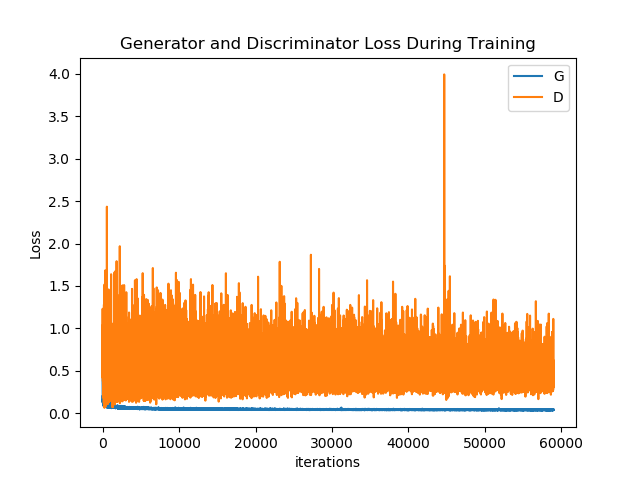 Generator and Discriminator Loss During Training
G
D
4.0
3.5
3.0
2.5
2.0
1.5
1.0
0.5
0.0
Loss
0 10000 20000 30000 40000 50000 60000
iterations